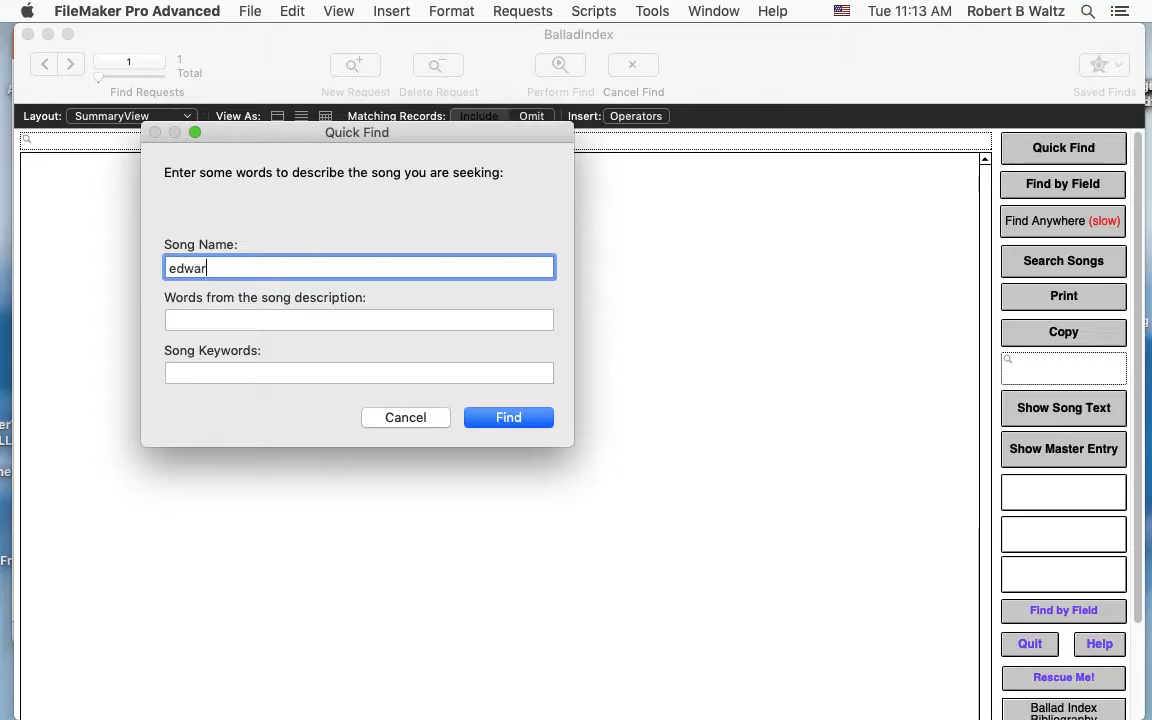 FileMaker Pro Advanced File Edit View Insert Format Requests Scripts Tools Window Help Tue 11:13 AM Robert B Waltz
BalladIndex
1
1
Total
Find Requests
New Request Delete Request Perform Find Cancel Find Saved Finds
Layout: SummaryView View As: Matching Records: Include Omit Insert: Operators
Quick Find
Enter some words to describe the song you are seeking:
Song Name:
edwar
Words from the song description:
Song Keywords:
Cancel Find
Quick Find
Find by Field
Find Anywhere (slow)
Search Songs
Print
Copy
Show Song Text
Show Master Entry
Find by Field
Quit Help
Rescue Me!
Ballad Index
Bibliography